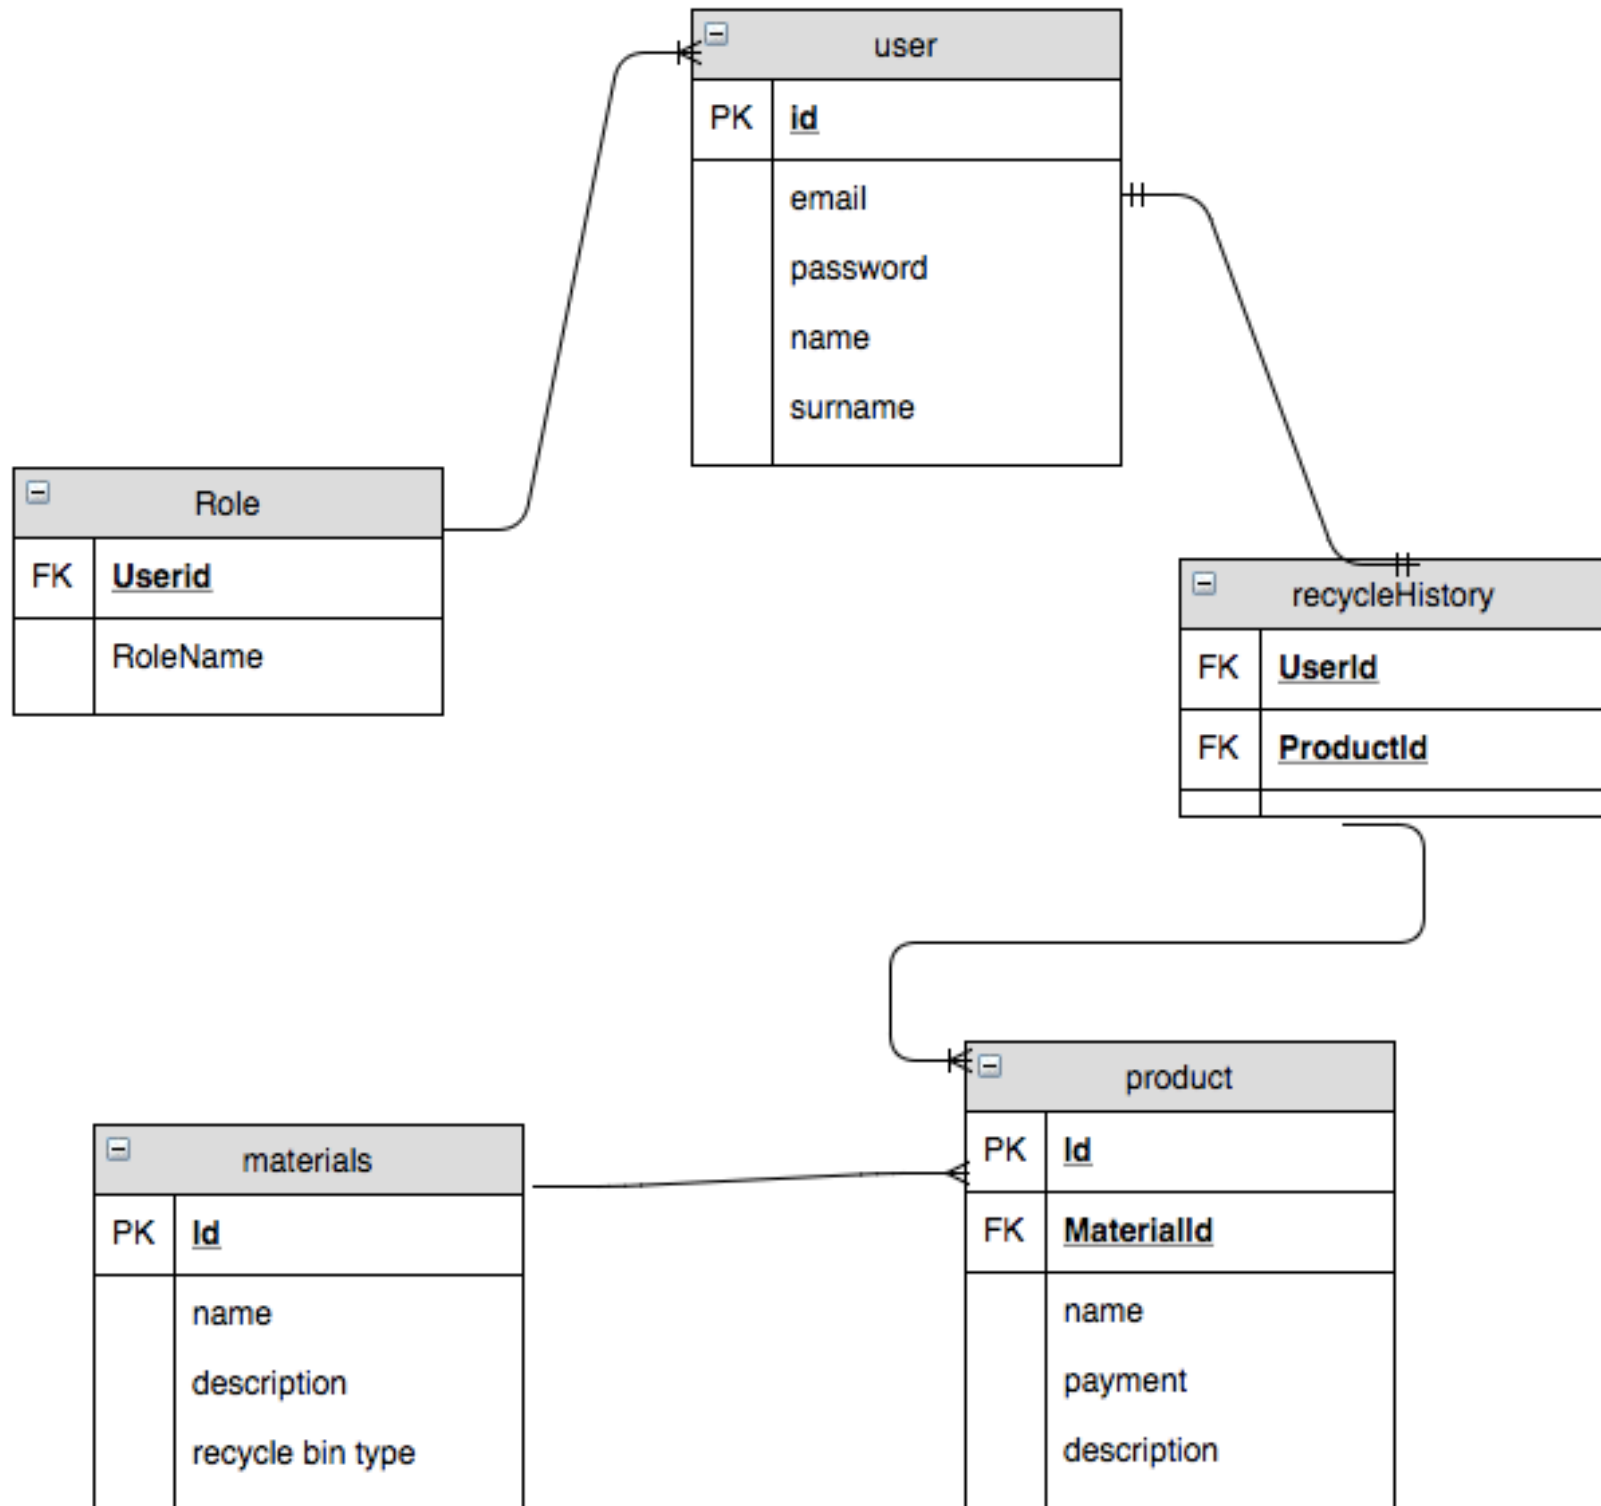 user
PK id
email
password
name
surname
Role
FK Userid
RoleName
recycleHistory
FK UserId
FK ProductId
product
PK Id
FK MaterialId
name
payment
description
materials
PK Id
name
description
recycle bin type